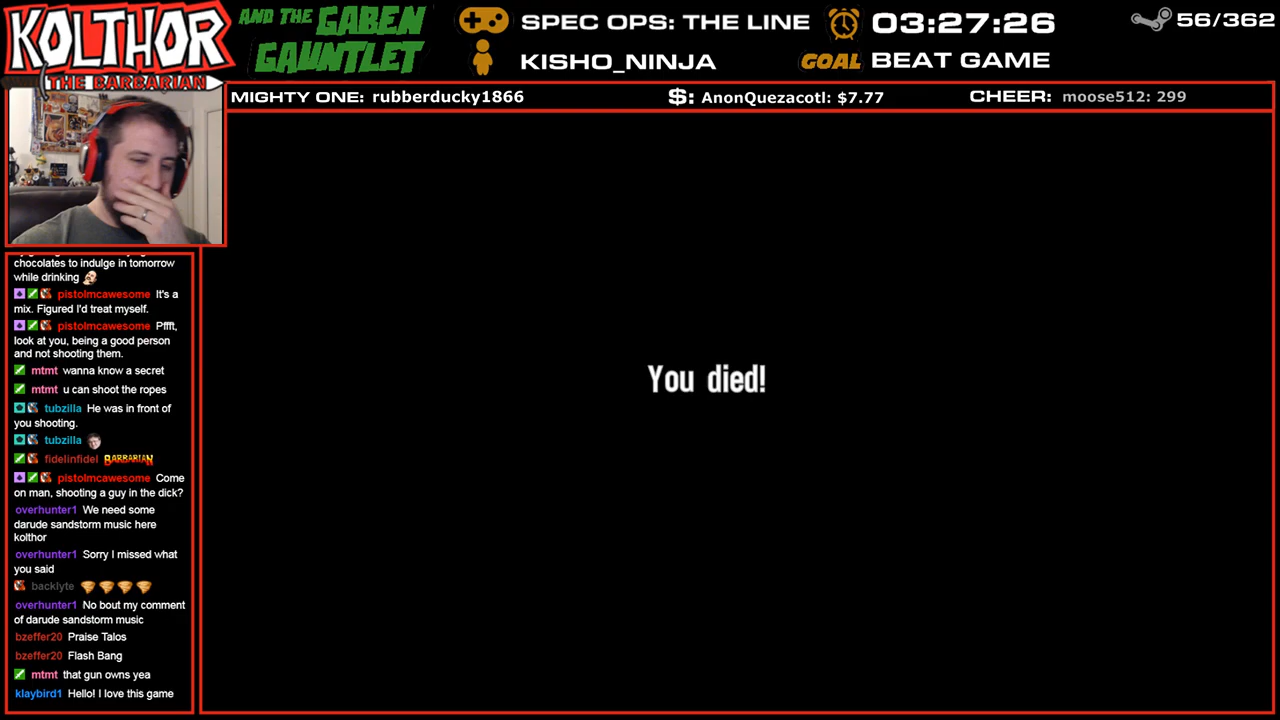 KOLTHOR
THE BARBARIAN
AND THE GABEN
GAUNTLET
SPEC OPS: THE LINE
KISHO_NINJA
03:27:26
GOAL BEAT GAME
56/362
MIGHTY ONE: rubberducky1866
$: AnonQuezacotl: $7.77
CHEER: moose512: 299
chocolates to indulge in tomorrow
while drinking
pistolmcawesome It's a
mix. Figured I'd treat myself.
pistolmcawesome Pffft,
look at you, being a good person
and not shooting them.
mtmt wanna know a secret
mtmt u can shoot the ropes
tubzilla He was in front of
you shooting.
tubzilla
fidelinfidel BARBARIAN
pistolmcawesome Come
on man, shooting a guy in the dick?
overhunter1 We need some
darude sandstorm music here
kolthor
overhunter1 Sorry I missed what
you said
backlyte
overhunter1 No bout my comment
of darude sandstorm music
bzeffer20 Praise Talos
bzeffer20 Flash Bang
mtmt that gun owns yea
klaybird1 Hello! I love this game
You died!